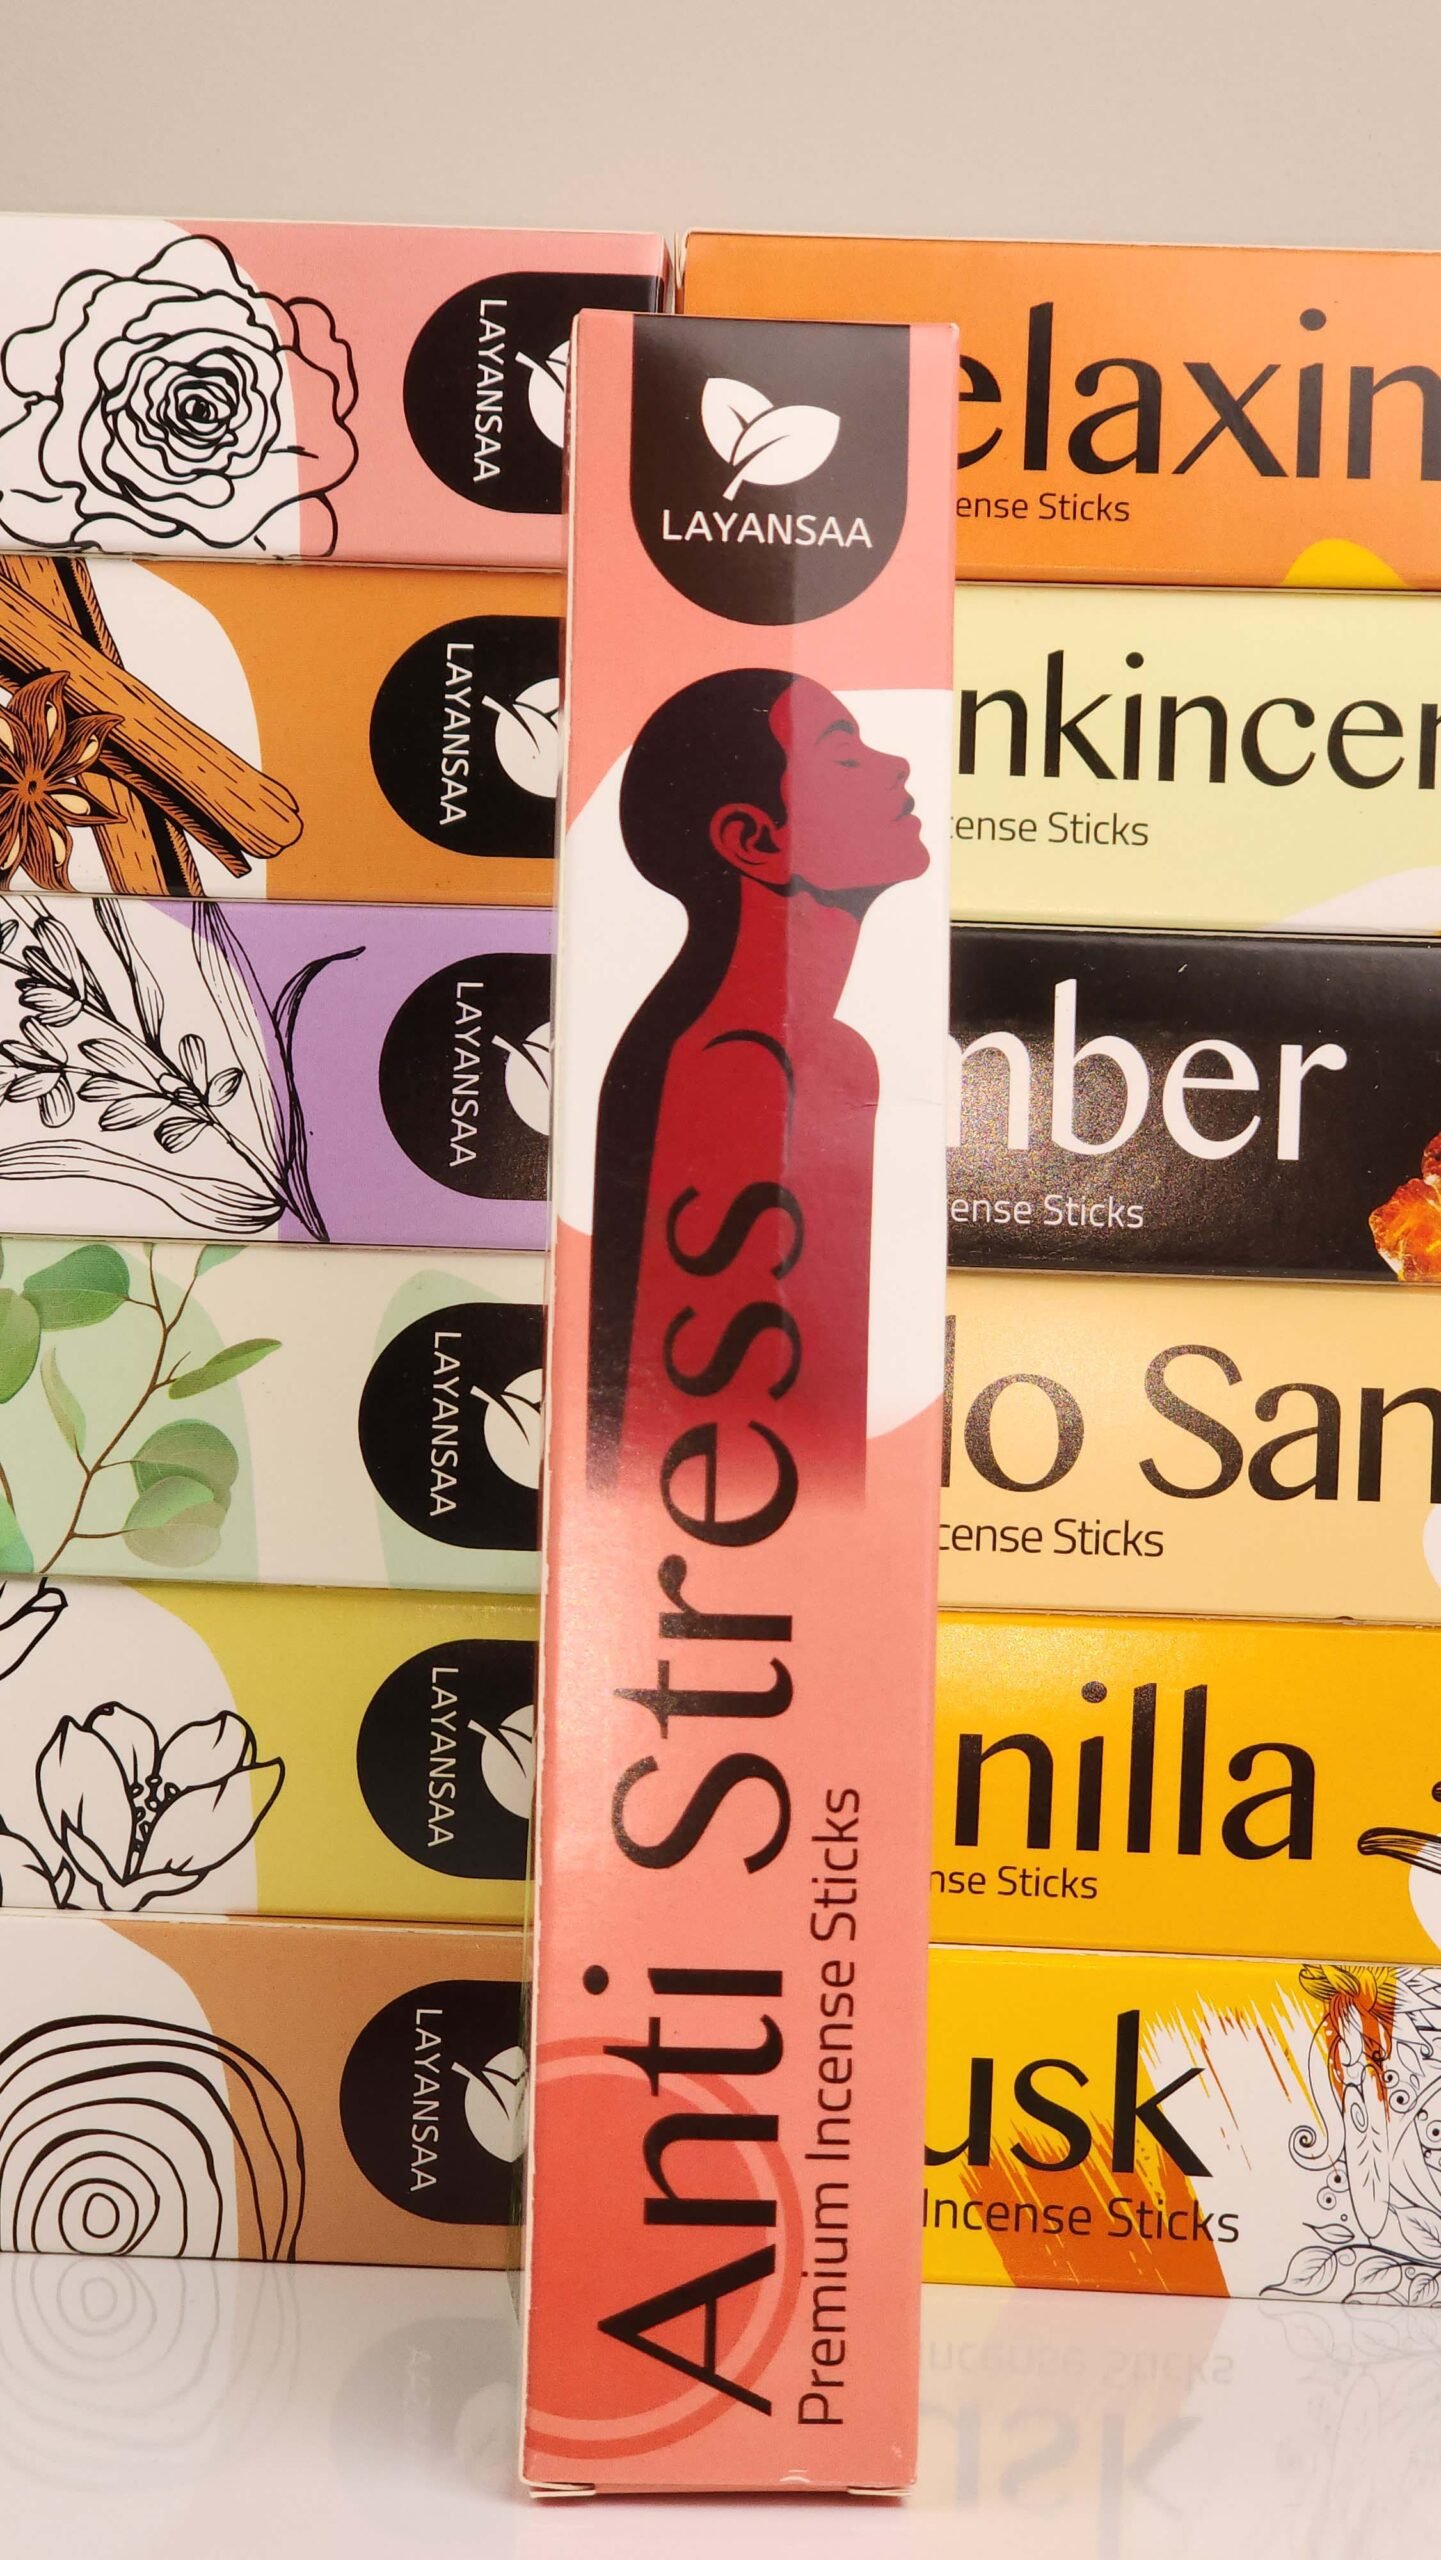 LAYANSAA
Anti Stress
Premium Incense Sticks
LAYANSAA
LAYANSAA
LAYANSAA
LAYANSAA
LAYANSAA
LAYANSAA
elaxin
ense Sticks
nkincen
cense Sticks
mber
ense Sticks
lo San
cense Sticks
nilla
nse Sticks
usk
Incense Sticks